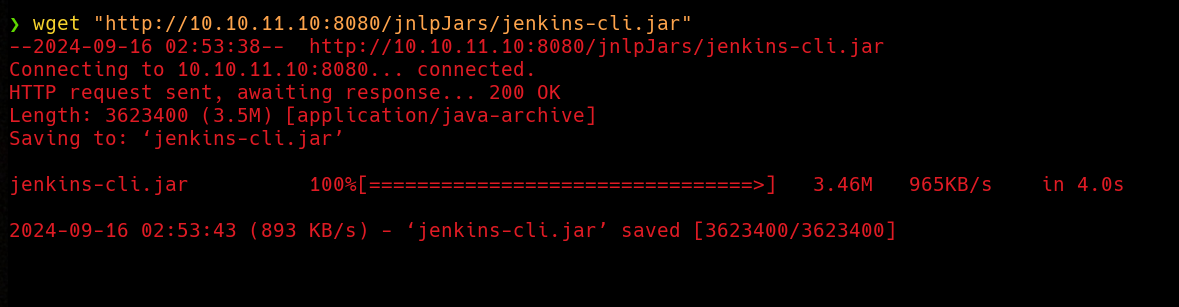 ❯ wget "http://10.10.11.10:8080/jnlpJars/jenkins-cli.jar"
--2024-09-16 02:53:38--  http://10.10.11.10:8080/jnlpJars/jenkins-cli.jar
Connecting to 10.10.11.10:8080... connected.
HTTP request sent, awaiting response... 200 OK
Length: 3623400 (3.5M) [application/java-archive]
Saving to: ‘jenkins-cli.jar’
jenkins-cli.jar          100%[================================>]   3.46M   965KB/s    in 4.0s
2024-09-16 02:53:43 (893 KB/s) - ‘jenkins-cli.jar’ saved [3623400/3623400]